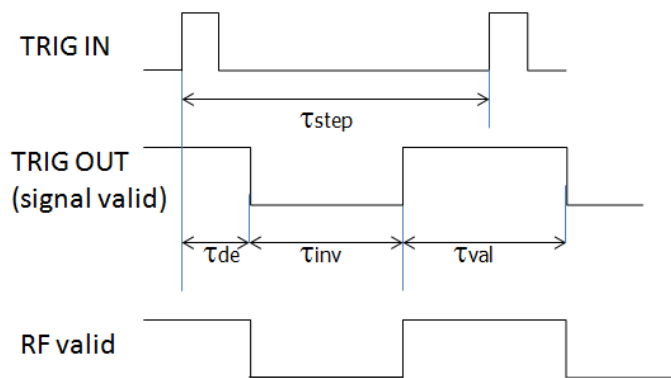 TRIG IN
τstep
TRIG OUT
(signal valid)
τde
τinv
τval
RF valid